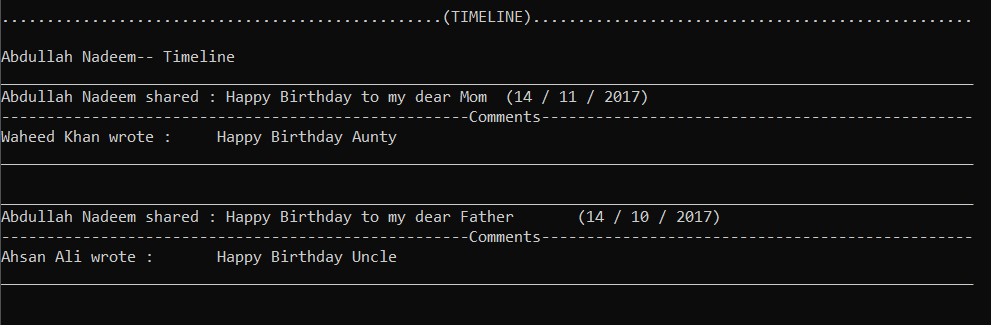 .................................................(TIMELINE).................................................
Abdullah Nadeem-- Timeline
Abdullah Nadeem shared : Happy Birthday to my dear Mom  (14 / 11 / 2017)
----------------------------------------------------Comments------------------------------------------------
Waheed Khan wrote :     Happy Birthday Aunty
Abdullah Nadeem shared : Happy Birthday to my dear Father       (14 / 10 / 2017)
----------------------------------------------------Comments------------------------------------------------
Ahsan Ali wrote :       Happy Birthday Uncle